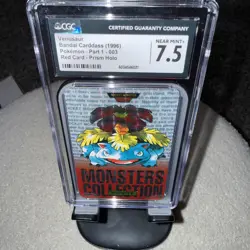 CGC
CERTIFIED GUARANTY COMPANY
Venusaur
Bandai Carddass (1996)
Pokémon - Part 1 - 003
Red Card - Prism Holo
NEAR MINT+
7.5
MONSTERS
COLLECTION